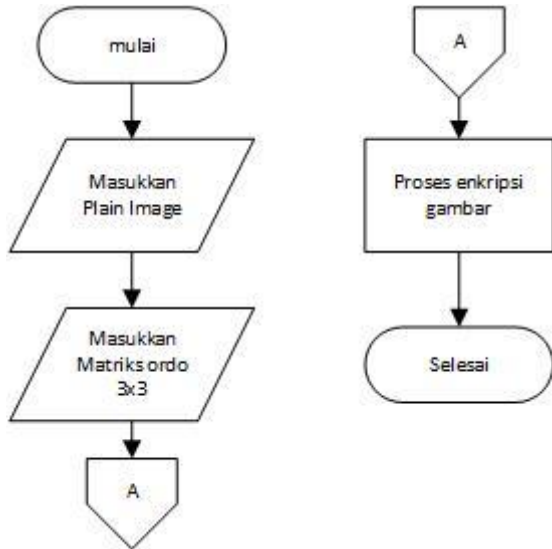 mulai
Masukkan
Plain Image
Masukkan
Matriks ordo
3x3
A
A
Proses enkripsi
gambar
Selesai